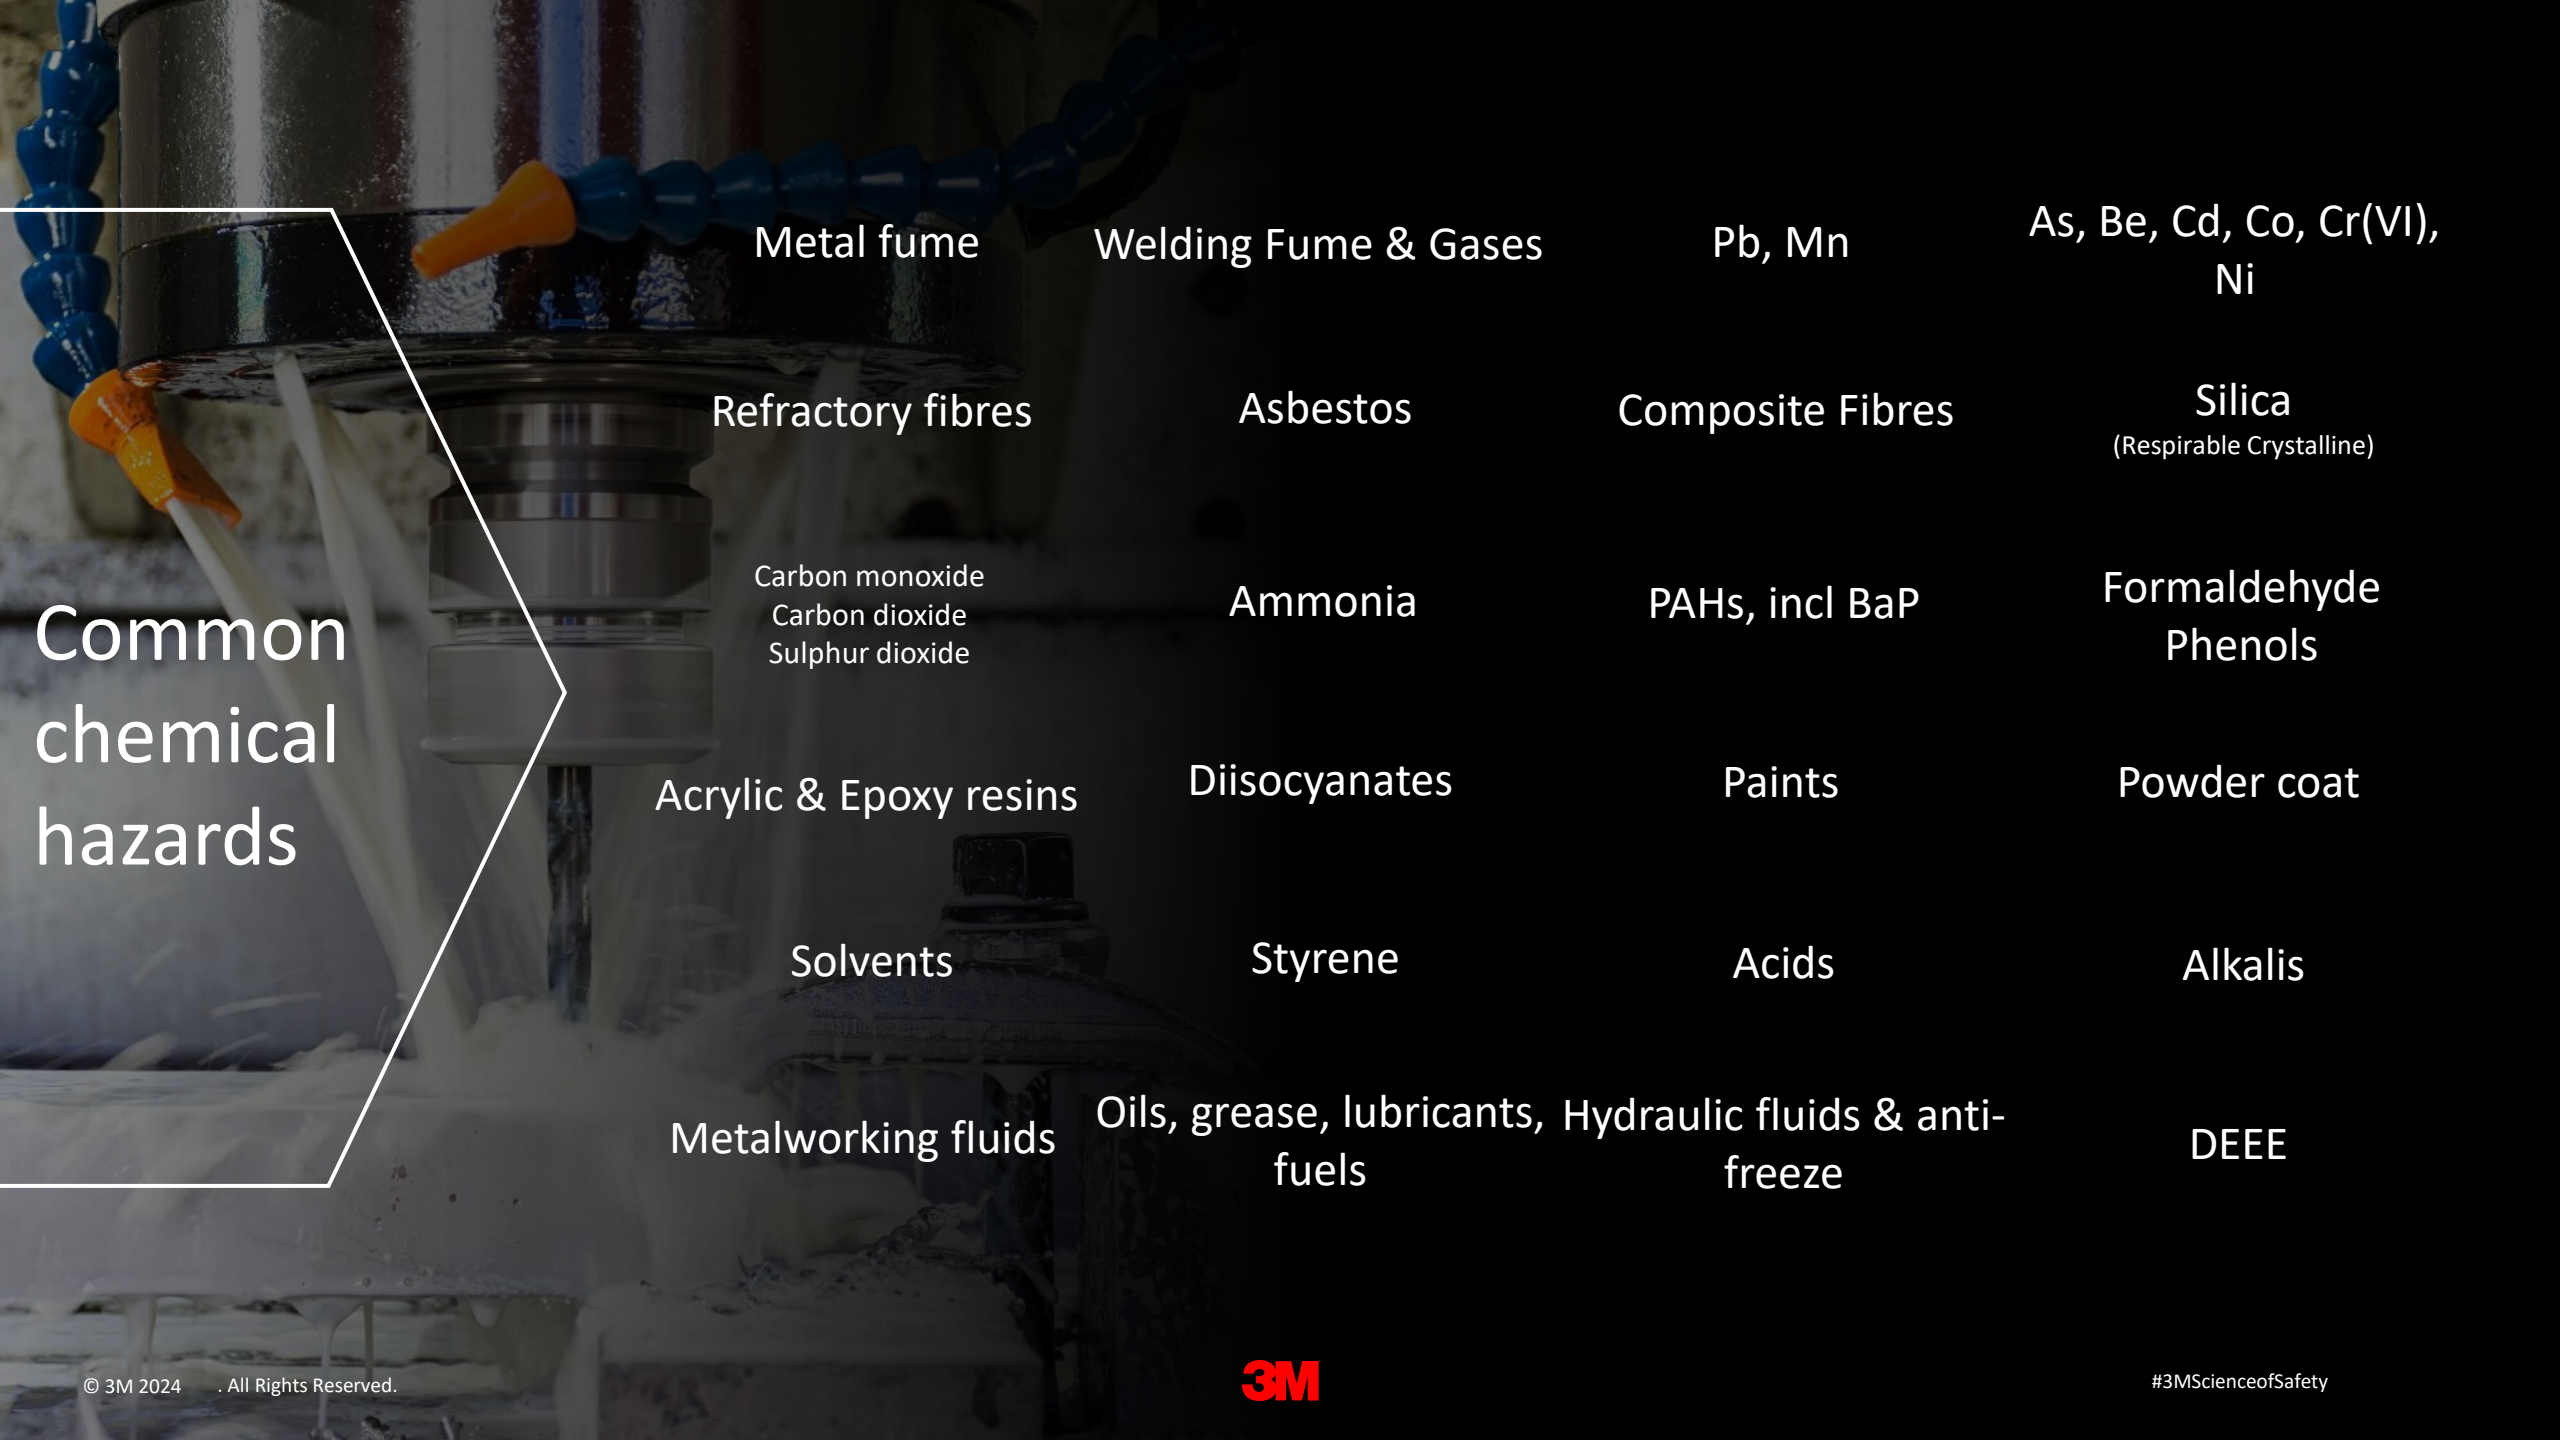 Common
chemical
hazards
Metal fume
Welding Fume & Gases
Pb, Mn
As, Be, Cd, Co, Cr(VI),
Ni
Refractory fibres
Asbestos
Composite Fibres
Silica
(Respirable Crystalline)
Carbon monoxide
Carbon dioxide
Sulphur dioxide
Ammonia
PAHs, incl BaP
Formaldehyde
Phenols
Acrylic & Epoxy resins
Diisocyanates
Paints
Powder coat
Solvents
Styrene
Acids
Alkalis
Metalworking fluids
Oils, grease, lubricants,
fuels
Hydraulic fluids & anti-
freeze
DEEE
© 3M 2024 . All Rights Reserved.
3M
#3MScienceofSafety